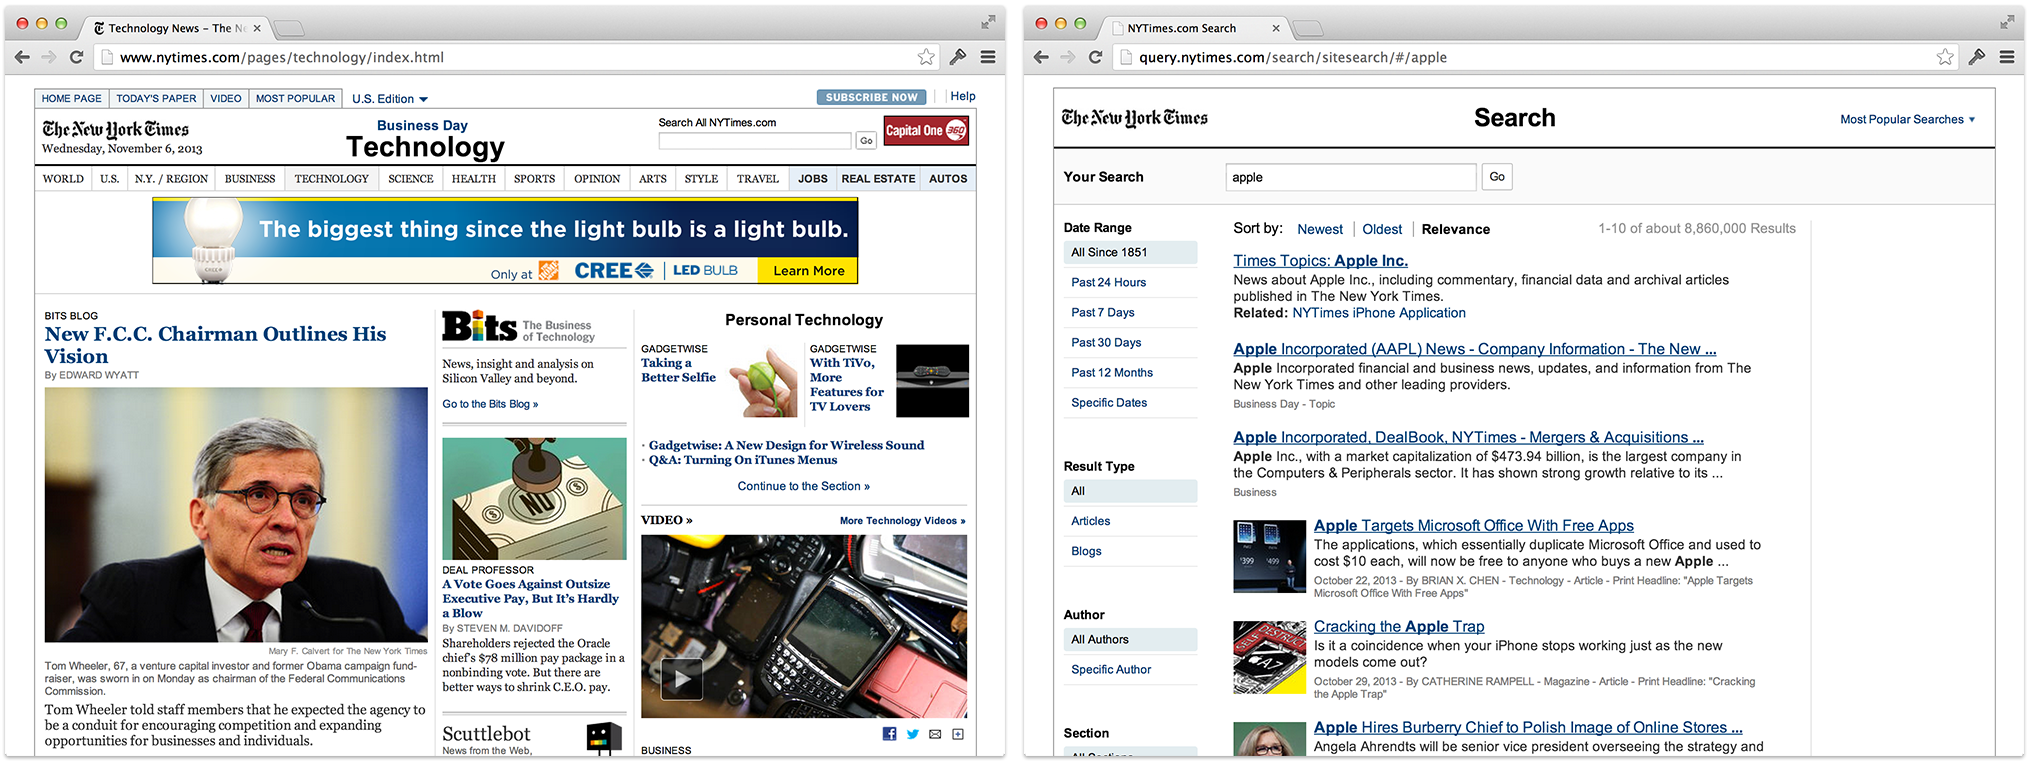 Technology News – The Ne
www.nytimes.com/pages/technology/index.html
HOME PAGE TODAY'S PAPER VIDEO MOST POPULAR U.S. Edition
SUBSCRIBE NOW Help
The New York Times
Wednesday, November 6, 2013
Business Day
Technology
Search All NYTimes.com
Go
Capital One 360
WORLD U.S. N.Y. / REGION BUSINESS TECHNOLOGY SCIENCE HEALTH SPORTS OPINION ARTS STYLE TRAVEL JOBS REAL ESTATE AUTOS
The biggest thing since the light bulb is a light bulb.
CREE
Only at CREE LED BULB Learn More
BITS BLOG
New F.C.C. Chairman Outlines His
Vision
By EDWARD WYATT
Mary F. Calvert for The New York Times
Tom Wheeler, 67, a venture capital investor and former Obama campaign fund-
raiser, was sworn in on Monday as chairman of the Federal Communications
Commission.
Tom Wheeler told staff members that he expected the agency to
be a conduit for encouraging competition and expanding
opportunities for businesses and individuals.
Bits The Business
of Technology
News, insight and analysis on
Silicon Valley and beyond.
Go to the Bits Blog »
NO
DEAL PROFESSOR
A Vote Goes Against Outsize
Executive Pay, But It's Hardly
a Blow
By STEVEN M. DAVIDOFF
Shareholders rejected the Oracle
chief's $78 million pay package in a
nonbinding vote. But there are
better ways to shrink C.E.O. pay.
Scuttlebot
News from the Web,
Personal Technology
GADGETWISE
Taking a
Better Selfie
GADGETWISE
With TiVo,
More
Features for
TV Lovers
· Gadgetwise: A New Design for Wireless Sound
· Q&A: Turning On iTunes Menus
Continue to the Section »
VIDEO » More Technology Videos »
BUSINESS
NYTimes.com Search
query.nytimes.com/search/sitesearch/#/apple
The New York Times
Search
Most Popular Searches
Your Search
apple
Go
Date Range
All Since 1851
Past 24 Hours
Past 7 Days
Past 30 Days
Past 12 Months
Specific Dates
Result Type
All
Articles
Blogs
Author
All Authors
Specific Author
Section
All Sections
Sort by: Newest Oldest Relevance
1-10 of about 8,860,000 Results
Times Topics: Apple Inc.
News about Apple Inc., including commentary, financial data and archival articles
published in The New York Times.
Related: NYTimes iPhone Application
Apple Incorporated (AAPL) News - Company Information - The New ...
Apple Incorporated financial and business news, updates, and information from The
New York Times and other leading providers.
Business Day - Topic
Apple Incorporated, DealBook, NYTimes - Mergers & Acquisitions ...
Apple Inc., with a market capitalization of $473.94 billion, is the largest company in
the Computers & Peripherals sector. It has shown strong growth relative to its ...
Business
$399 $499
Apple Targets Microsoft Office With Free Apps
The applications, which essentially duplicate Microsoft Office and used to
cost $10 each, will now be free to anyone who buys a new Apple ...
October 22, 2013 - By BRIAN X. CHEN - Technology - Article - Print Headline: "Apple Targets
Microsoft Office With Free Apps"
SELF DESTRUCT
A7
Cracking the Apple Trap
Is it a coincidence when your iPhone stops working just as the new
models come out?
October 29, 2013 - By CATHERINE RAMPELL - Magazine - Article - Print Headline: "Cracking
the Apple Trap"
Apple Hires Burberry Chief to Polish Image of Online Stores ...
Angela Ahrendts will be senior vice president overseeing the strategy and